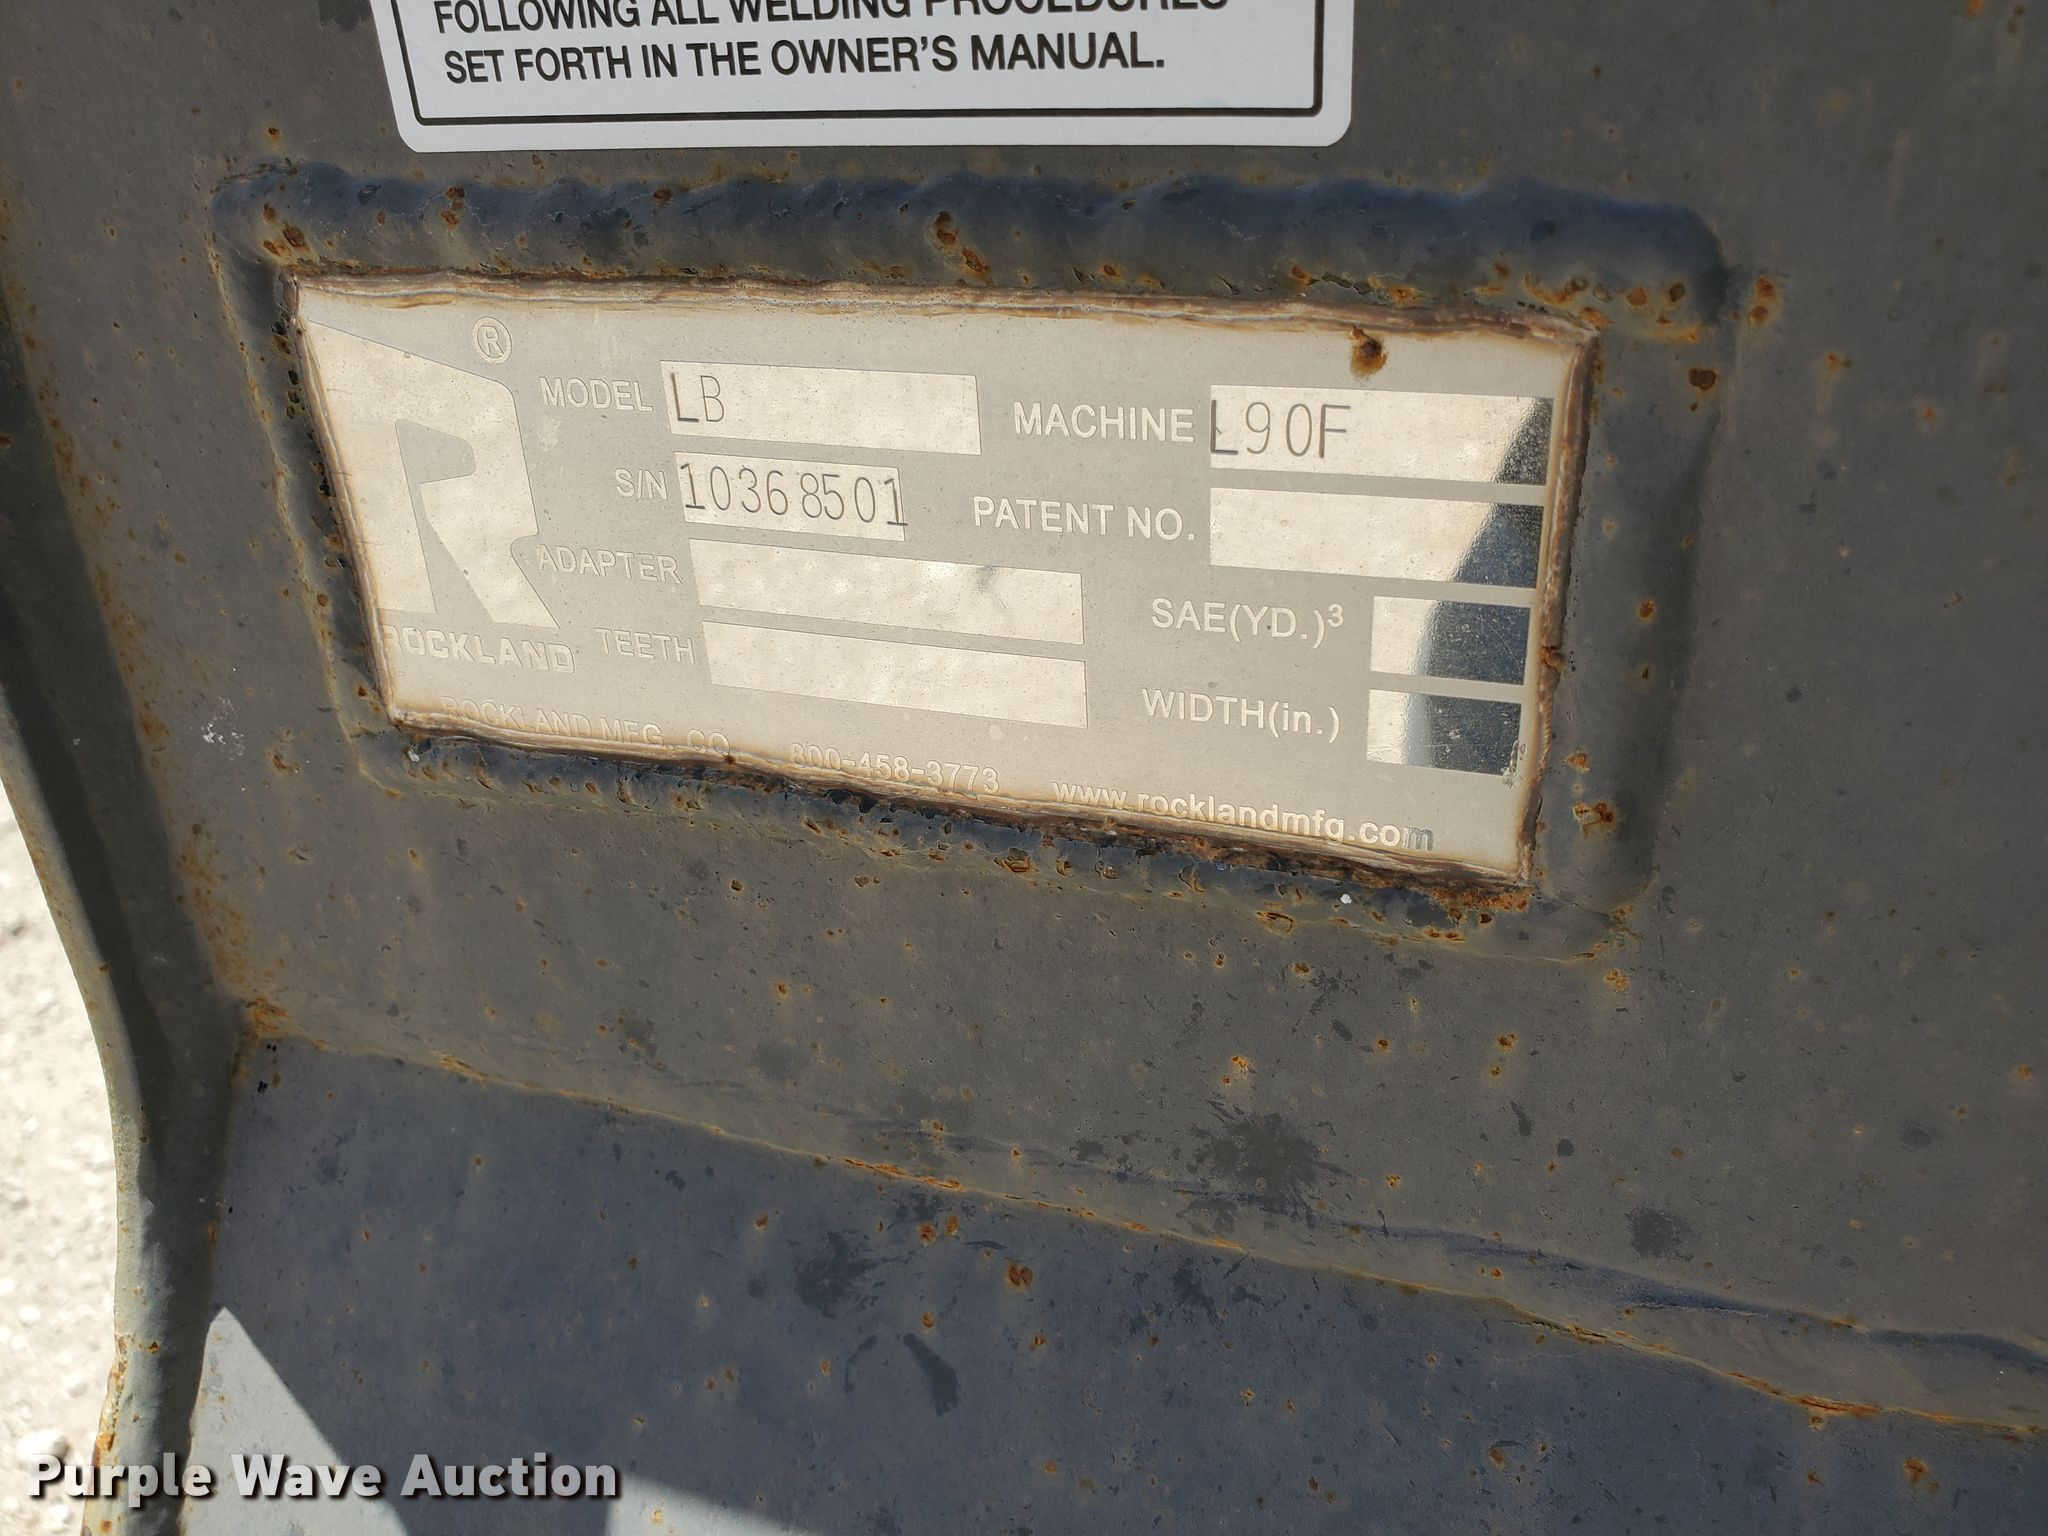 FOLLOWING ALL WELDING PROCEDURES
SET FORTH IN THE OWNER'S MANUAL.
®
MODEL LB
MACHINE L90F
S/N 10368501
PATENT NO.
ADAPTER
SAE(YD.)³
TEETH
WIDTH(in.)
R
ROCKLAND
ROCKLAND MFG. CO. 800-458-3773 www.rocklandmfg.com
Purple Wave Auction